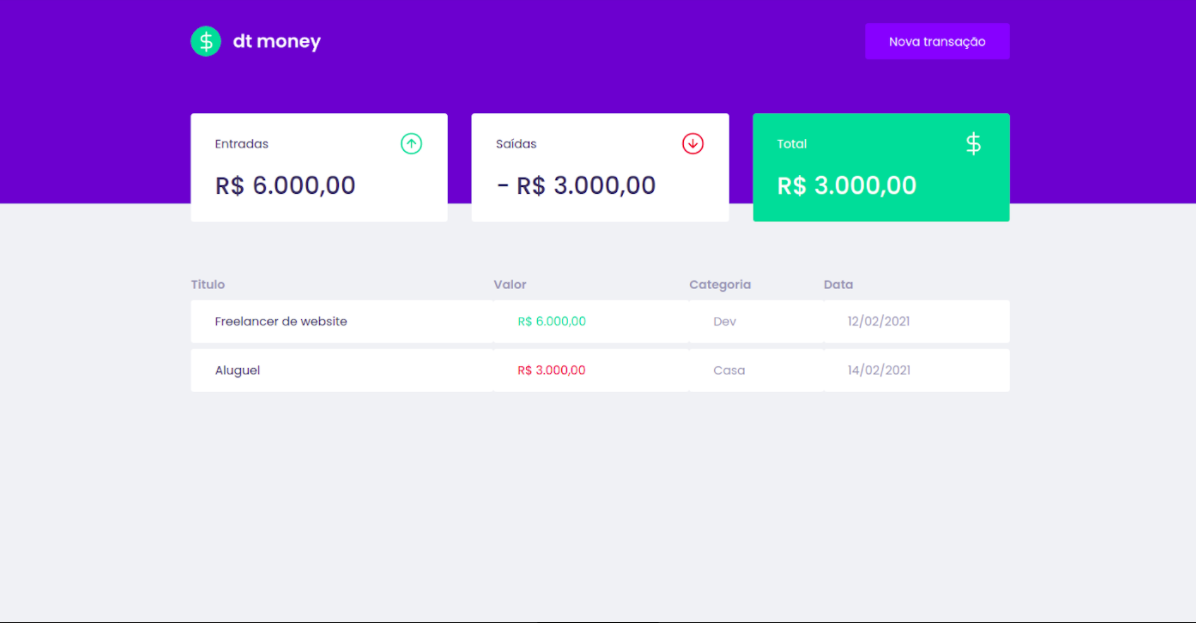 dt money
Nova transação
Entradas
Saídas
Total
$
R$ 6.000,00
- R$ 3.000,00
R$ 3.000,00
Título Valor Categoria Data
Freelancer de website R$ 6.000,00 Dev 12/02/2021
Aluguel R$ 3.000,00 Casa 14/02/2021